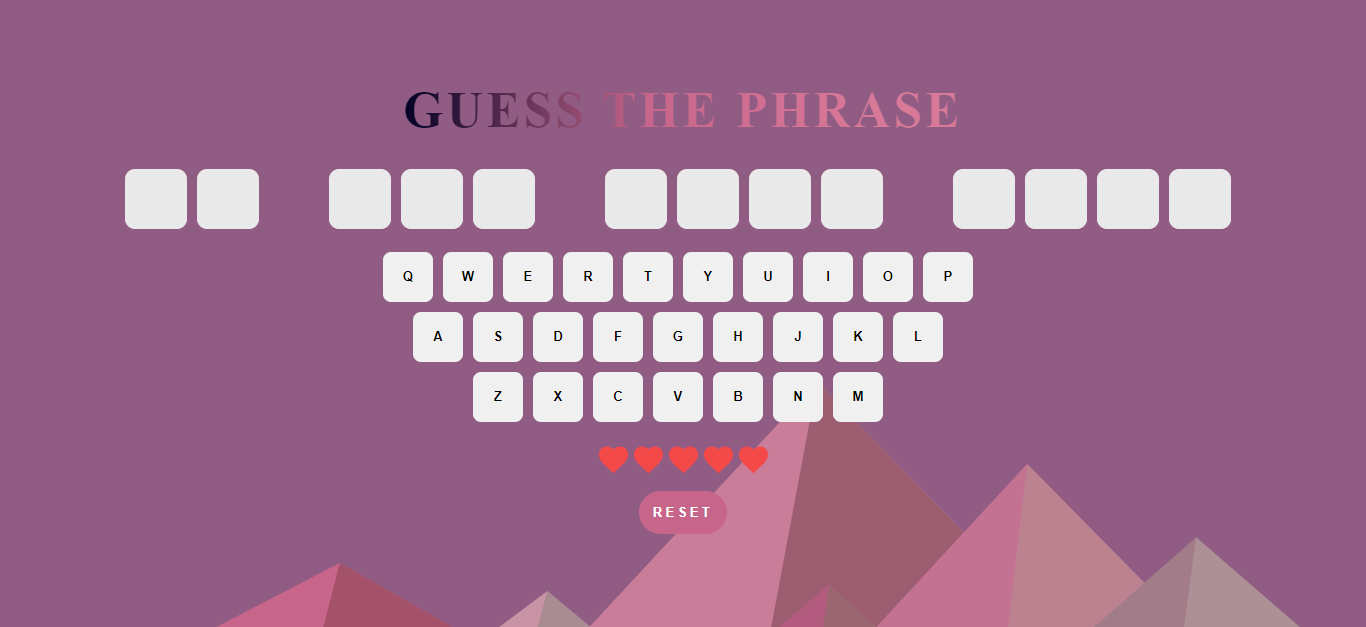 GUESS THE PHRASE
Q W E R T Y U I O P
A S D F G H J K L
Z X C V B N M
RESET